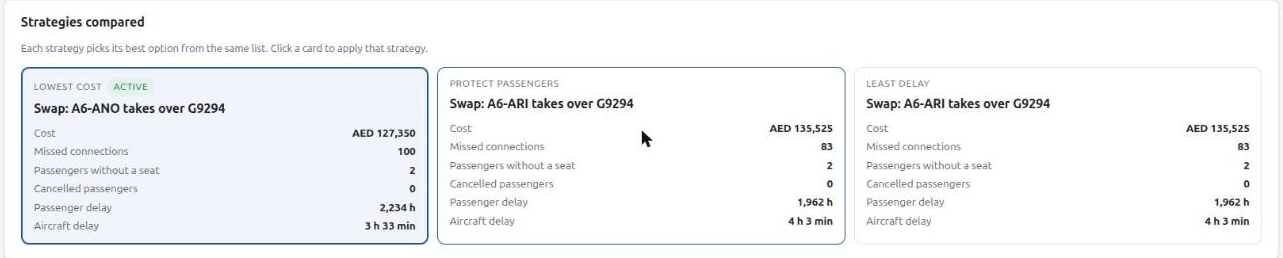 Strategies compared
Each strategy picks its best option from the same list. Click a card to apply that strategy.
LOWEST COST ACTIVE
Swap: A6-ANO takes over G9294
Cost AED 127,350
Missed connections 100
Passengers without a seat 2
Cancelled passengers 0
Passenger delay 2,234 h
Aircraft delay 3 h 33 min
PROTECT PASSENGERS
Swap: A6-ARI takes over G9294
Cost AED 135,525
Missed connections 83
Passengers without a seat 2
Cancelled passengers 0
Passenger delay 1,962 h
Aircraft delay 4 h 3 min
LEAST DELAY
Swap: A6-ARI takes over G9294
Cost AED 135,525
Missed connections 83
Passengers without a seat 2
Cancelled passengers 0
Passenger delay 1,962 h
Aircraft delay 4 h 3 min